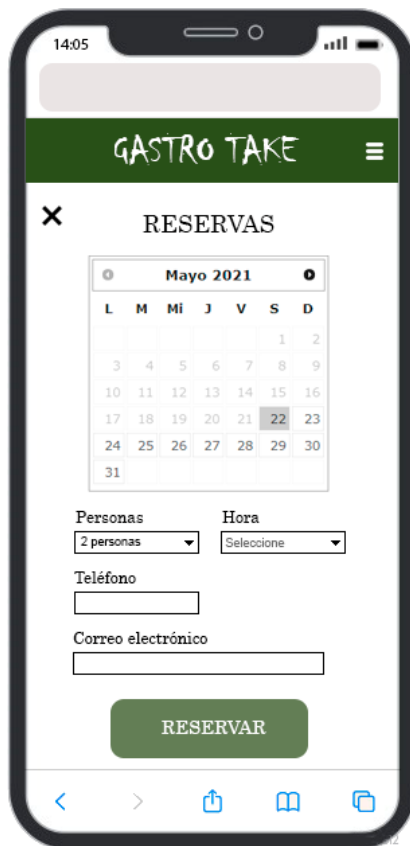 14:05
GASTRO TAKE
RESERVAS
Mayo 2021
L M Mi J V S D
1 2
3 4 5 6 7 8 9
10 11 12 13 14 15 16
17 18 19 20 21 22 23
24 25 26 27 28 29 30
31
Personas Hora
2 personas Seleccione
Teléfono
Correo electrónico
RESERVAR